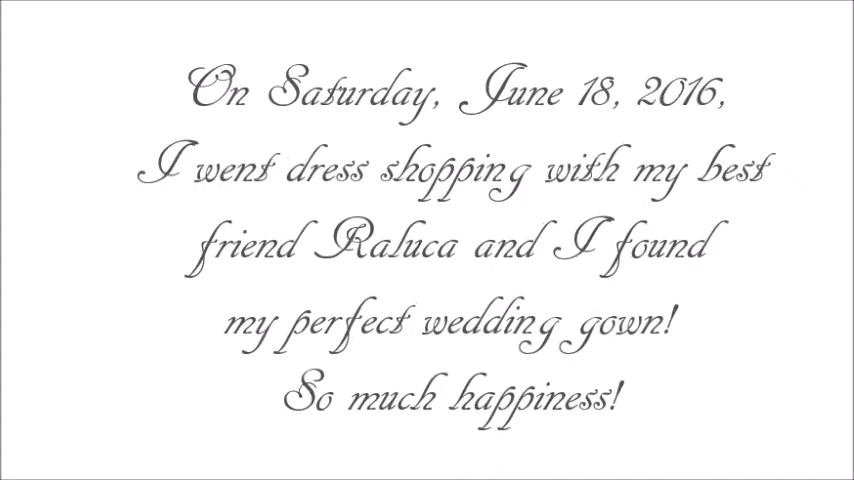 On Saturday, June 18, 2016,
I went dress shopping with my best
friend Raluca and I found
my perfect wedding gown!
So much happiness!